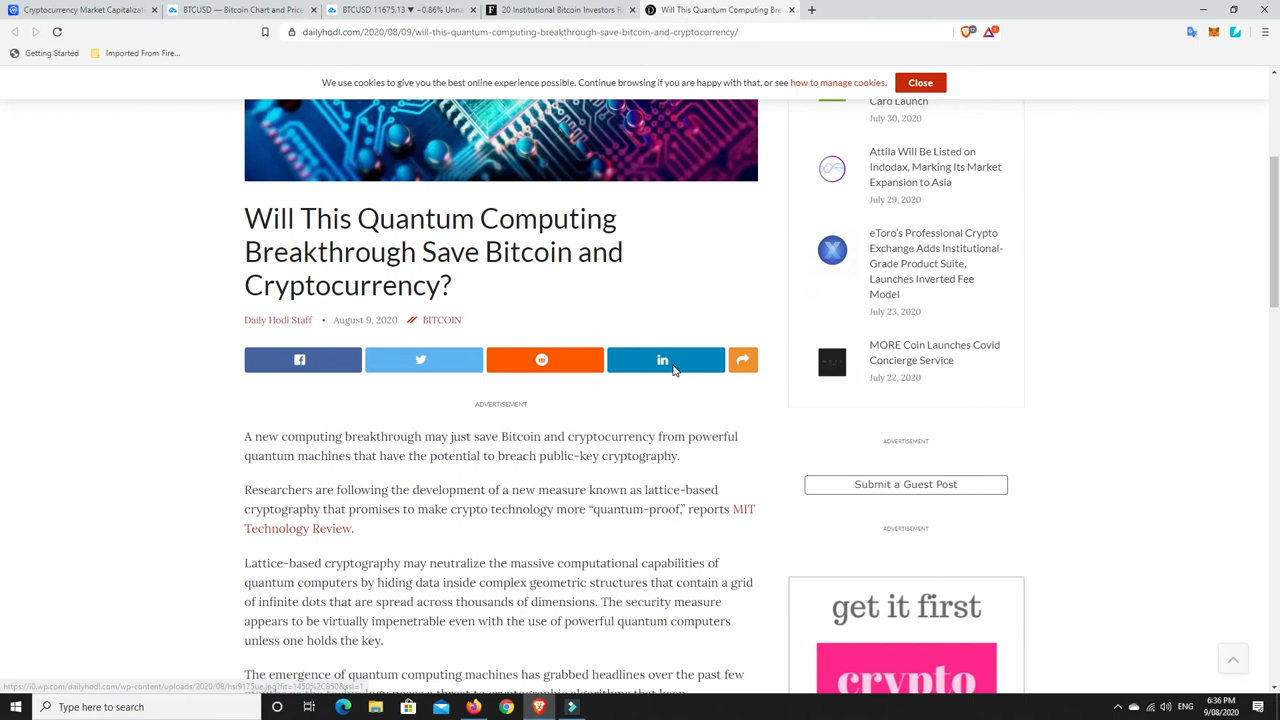 Cryptocurrency Market Capitalizat
BTCUSD — Bitcoin Chart and Price
BTCUSD 11675.13 ▼ −0.86% Unna
20 Institutional Bitcoin Investors R
Will This Quantum Computing Bre
dailyhodl.com/2020/08/09/will-this-quantum-computing-breakthrough-save-bitcoin-and-cryptocurrency/
Getting Started
Imported From Fire...
We use cookies to give you the best online experience possible. Continue browsing if you are happy with that, or see how to manage cookies.
Close
Will This Quantum Computing
Breakthrough Save Bitcoin and
Cryptocurrency?
Daily Hodl Staff • August 9, 2020 BITCOIN
in
ADVERTISEMENT
A new computing breakthrough may just save Bitcoin and cryptocurrency from powerful
quantum machines that have the potential to breach public-key cryptography.
Researchers are following the development of a new measure known as lattice-based
cryptography that promises to make crypto technology more “quantum-proof,” reports MIT
Technology Review.
Lattice-based cryptography may neutralize the massive computational capabilities of
quantum computers by hiding data inside complex geometric structures that contain a grid
of infinite dots that are spread across thousands of dimensions. The security measure
appears to be virtually impenetrable even with the use of powerful quantum computers
unless one holds the key.
The emergence of quantum computing machines has grabbed headlines over the past few
Card Launch
July 30, 2020
Attila Will Be Listed on
Indodax, Marking Its Market
Expansion to Asia
July 29, 2020
eToro’s Professional Crypto
Exchange Adds Institutional-
Grade Product Suite,
Launches Inverted Fee
Model
July 23, 2020
MORE Coin Launches Covid
Concierge Service
July 22, 2020
ADVERTISEMENT
Submit a Guest Post
ADVERTISEMENT
get it first
crypto
Type here to search
ENG
6:36 PM
9/08/2020